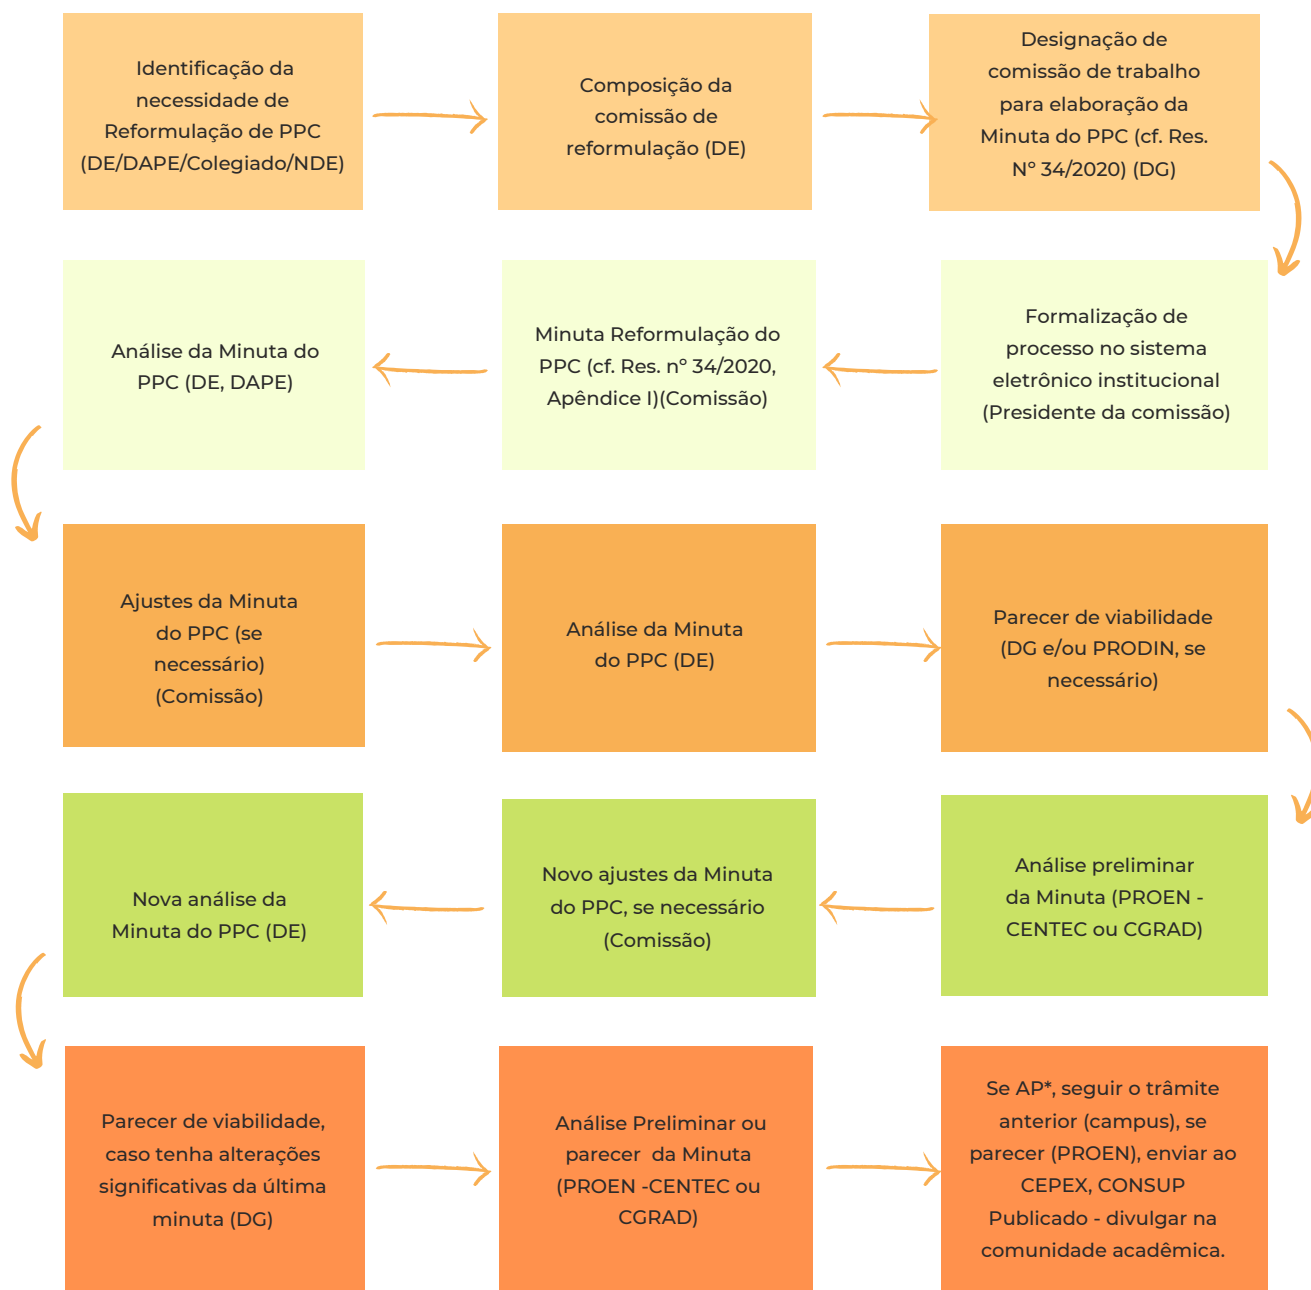 Identificação da
necessidade de
Reformulação de PPC
(DE/DAPE/Colegiado/NDE)
Composição da
comissão de
reformulação (DE)
Designação de
comissão de trabalho
para elaboração da
Minuta do PPC (cf. Res.
Nº 34/2020) (DG)
Formalização de
processo no sistema
eletrônico institucional
(Presidente da comissão)
Minuta Reformulação do
PPC (cf. Res. nº 34/2020,
Apêndice I)(Comissão)
Análise da Minuta do
PPC (DE, DAPE)
Ajustes da Minuta
do PPC (se
necessário)
(Comissão)
Análise da Minuta
do PPC (DE)
Parecer de viabilidade
(DG e/ou PRODIN, se
necessário)
Análise preliminar
da Minuta (PROEN -
CENTEC ou CGRAD)
Novo ajustes da Minuta
do PPC, se necessário
(Comissão)
Nova análise da
Minuta do PPC (DE)
Parecer de viabilidade,
caso tenha alterações
significativas da última
minuta (DG)
Análise Preliminar ou
parecer  da Minuta
(PROEN -CENTEC ou
CGRAD)
Se AP*, seguir o trâmite
anterior (campus), se
parecer (PROEN), enviar ao
CEPEX, CONSUP
Publicado - divulgar na
comunidade acadêmica.